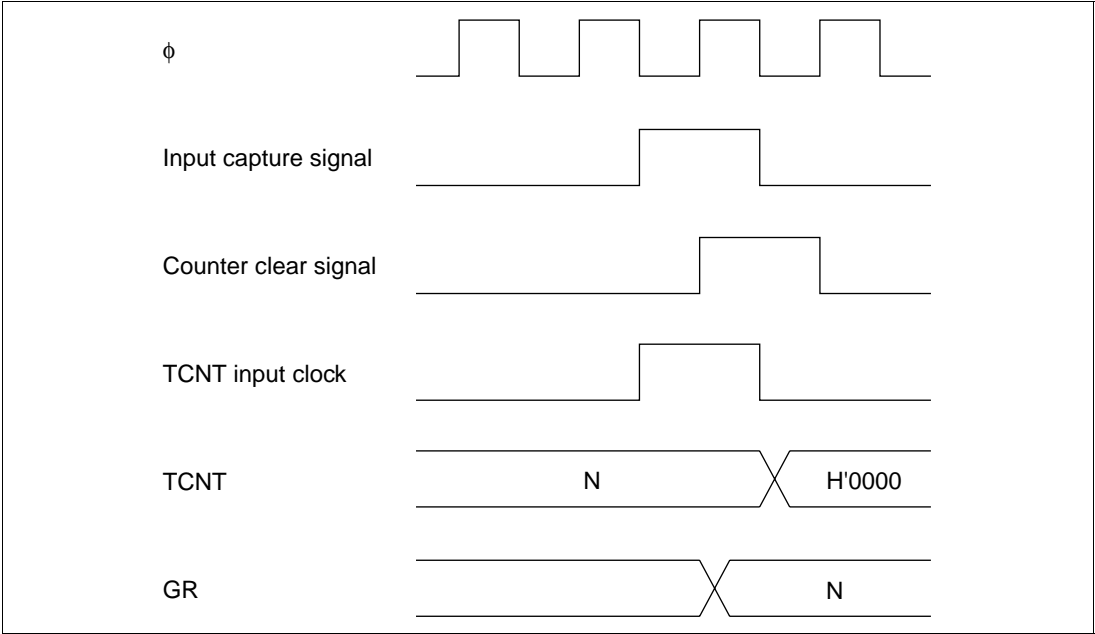 ϕ
Input capture signal
Counter clear signal
TCNT input clock
TCNT N H'0000
GR N